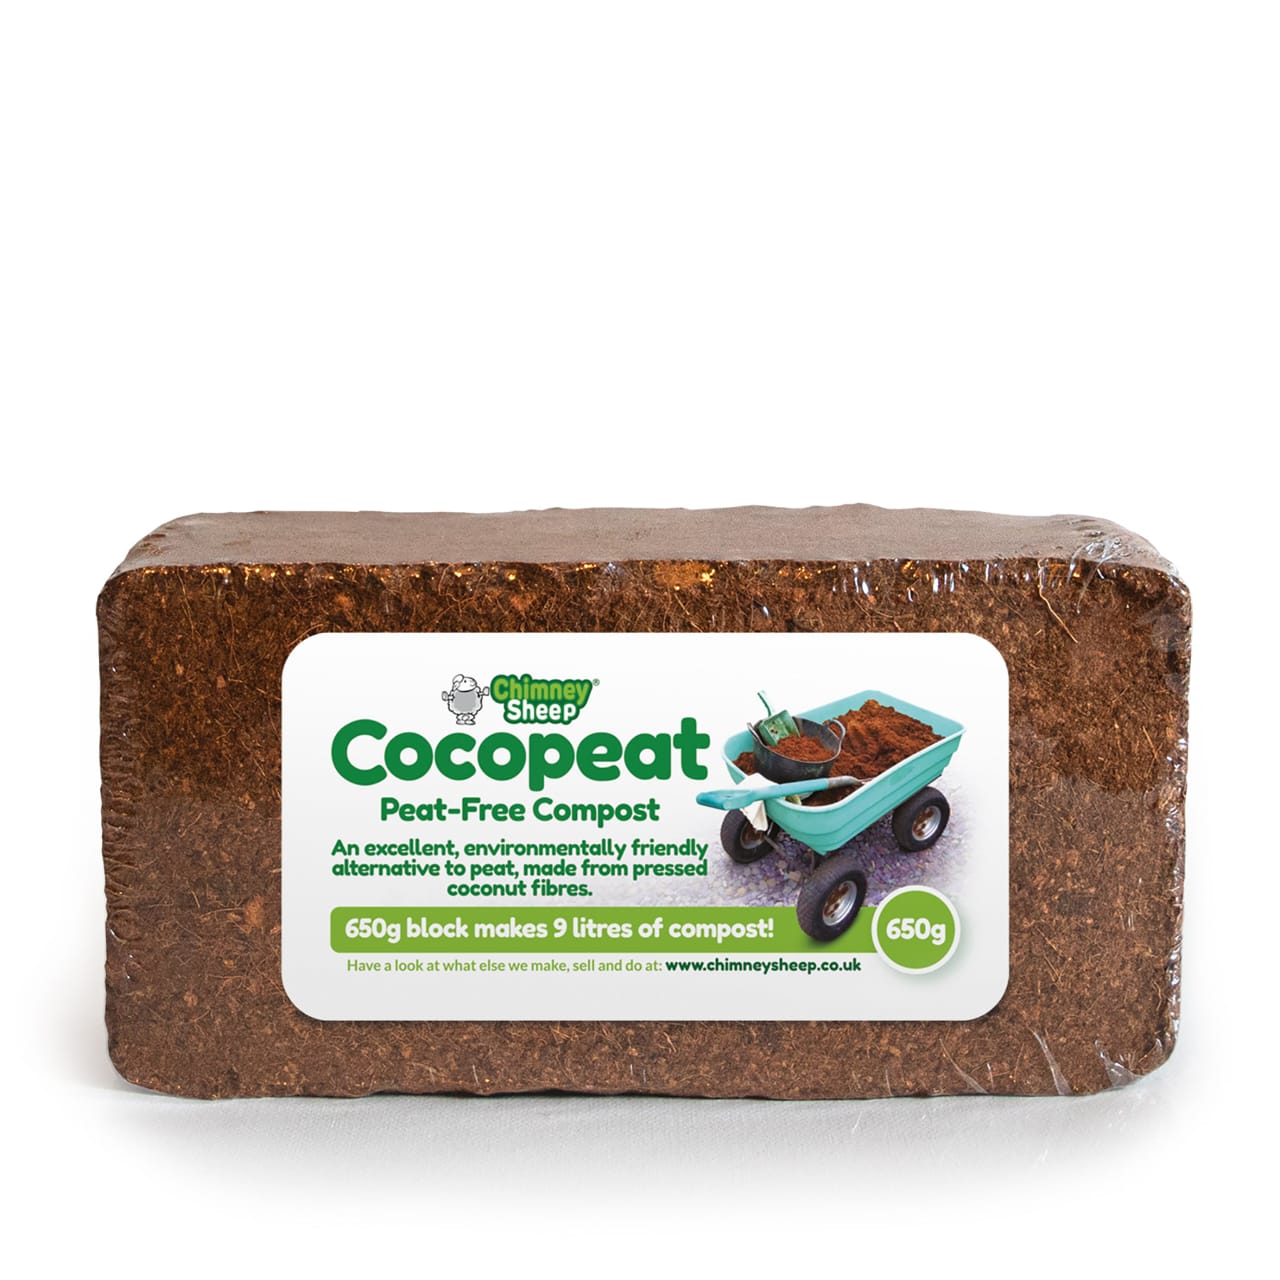 Chimney®
Sheep
Cocopeat
Peat-Free Compost
An excellent, environmentally friendly
alternative to peat, made from pressed
coconut fibres.
650g block makes 9 litres of compost!
650g
Have a look at what else we make, sell and do at: www.chimneysheep.co.uk